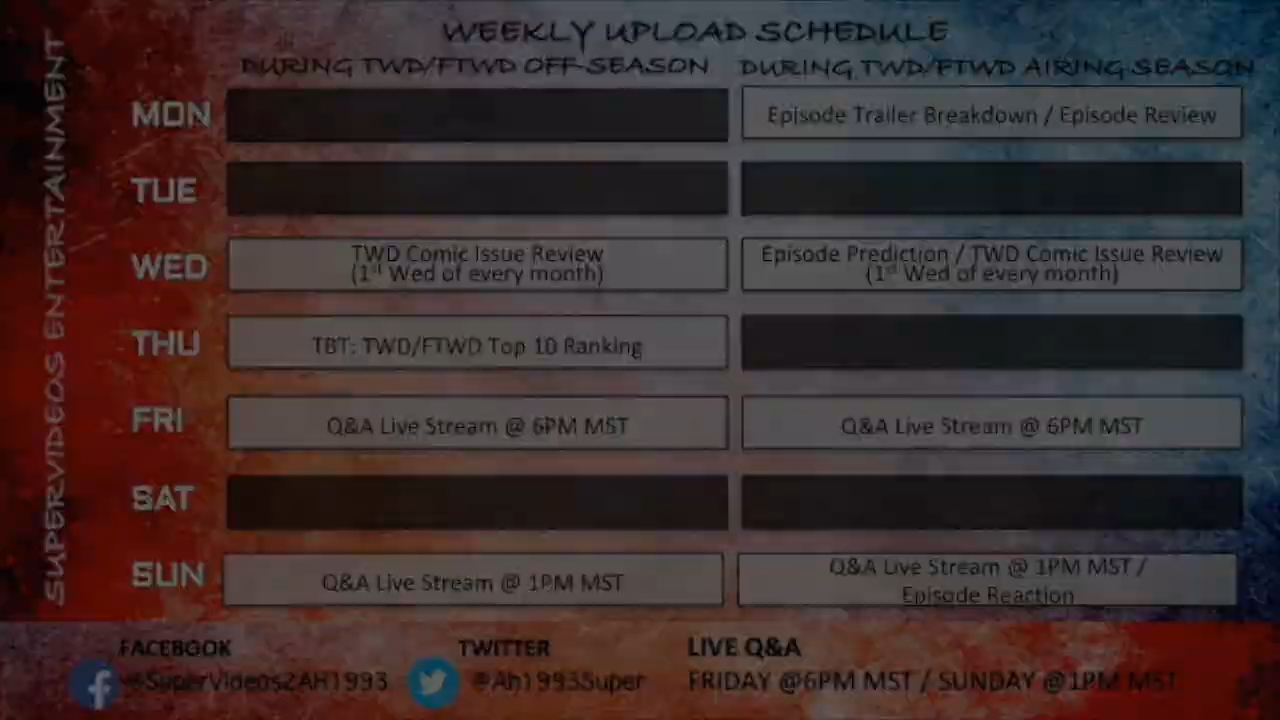 WEEKLY UPLOAD SCHEDULE
DURING TWD/FTWD OFF-SEASON
DURING TWD/FTWD AIRING SEASON
SUPERVIDEOS ENTERTAINMENT
MON
Episode Trailer Breakdown / Episode Review
TUE
WED
TWD Comic Issue Review
(1st Wed of every month)
Episode Prediction / TWD Comic Issue Review
(1st Wed of every month)
THU
TBT: TWD/FTWD Top 10 Ranking
FRI
Q&A Live Stream @ 6PM MST
Q&A Live Stream @ 6PM MST
SAT
SUN
Q&A Live Stream @ 1PM MST
Q&A Live Stream @ 1PM MST /
Episode Reaction
FACEBOOK
@SuperVideosZAH1993
TWITTER
@Ah1993Super
LIVE Q&A
FRIDAY @6PM MST / SUNDAY @1PM MST